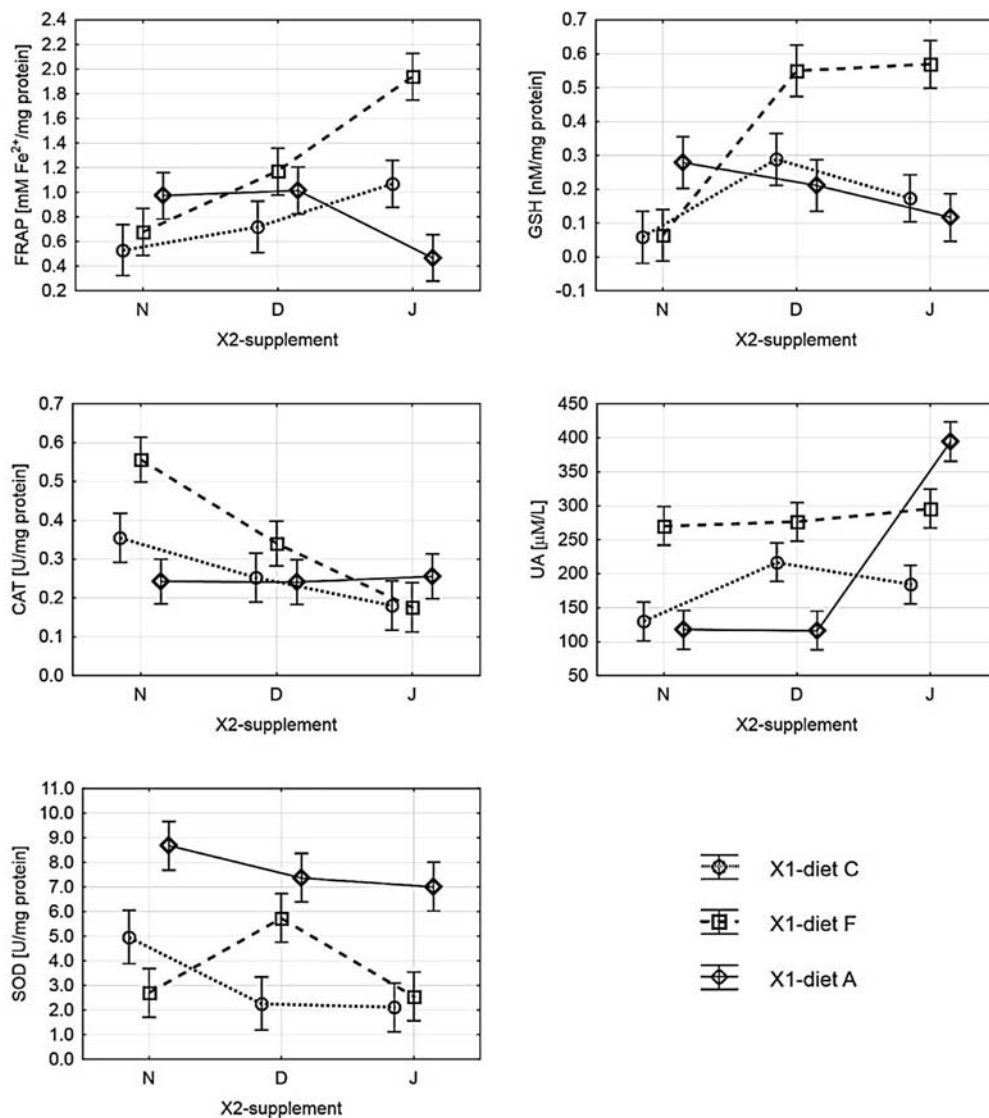 FRAP [mM Fe²⁺/mg protein]
2.4
2.2
2.0
1.8
1.6
1.4
1.2
1.0
0.8
0.6
0.4
0.2
N D J
X2-supplement
GSH [nM/mg protein]
0.7
0.6
0.5
0.4
0.3
0.2
0.1
0.0
-0.1
N D J
X2-supplement
CAT [U/mg protein]
0.7
0.6
0.5
0.4
0.3
0.2
0.1
0.0
N D J
X2-supplement
UA [µM/L]
450
400
350
300
250
200
150
100
50
N D J
X2-supplement
SOD [U/mg protein]
11.0
10.0
9.0
8.0
7.0
6.0
5.0
4.0
3.0
2.0
1.0
0.0
N D J
X2-supplement
X1-diet C
X1-diet F
X1-diet A